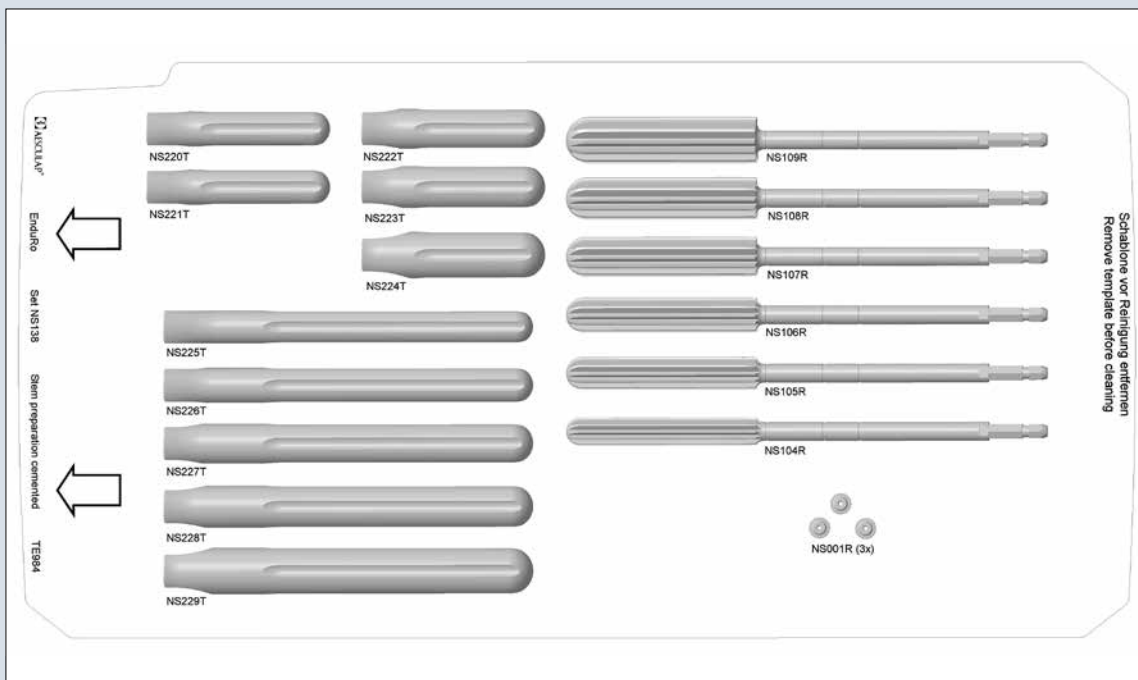 AESCULAP®
EnduRo
Set NS138
Stem preparation cemented
TE984
NS220T
NS221T
NS222T
NS223T
NS224T
NS225T
NS226T
NS227T
NS228T
NS229T
NS109R
NS108R
NS107R
NS106R
NS105R
NS104R
NS001R (3x)
Schablone vor Reinigung entfernen
Remove template before cleaning